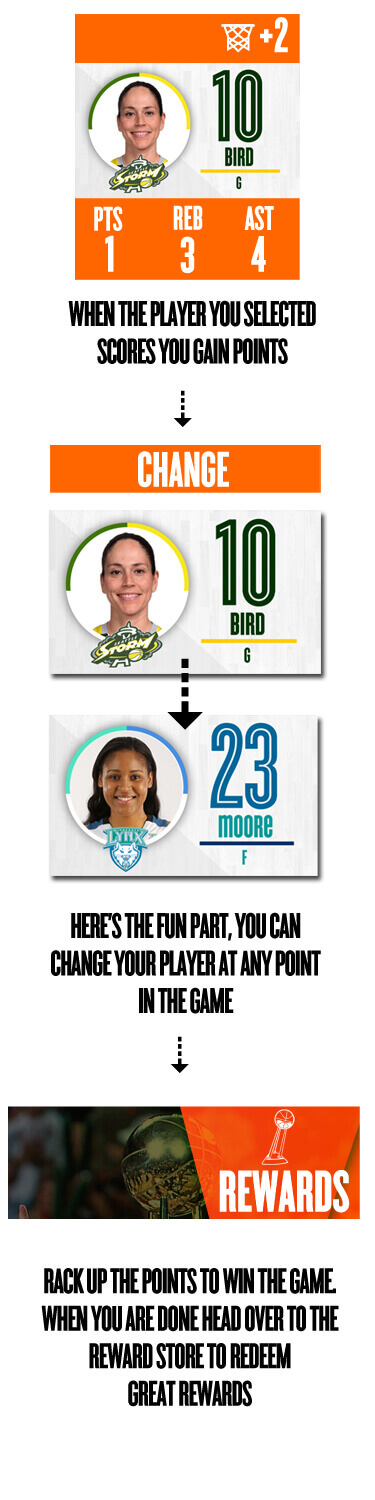 +2
10
BIRD
G
STORM
PTS REB AST
1 3 4
WHEN THE PLAYER YOU SELECTED
SCORES YOU GAIN POINTS
CHANGE
10
BIRD
G
STORM
23
MOORE
F
LYNX
HERE'S THE FUN PART, YOU CAN
CHANGE YOUR PLAYER AT ANY POINT
IN THE GAME
REWARDS
RACK UP THE POINTS TO WIN THE GAME.
WHEN YOU ARE DONE HEAD OVER TO THE
REWARD STORE TO REDEEM
GREAT REWARDS